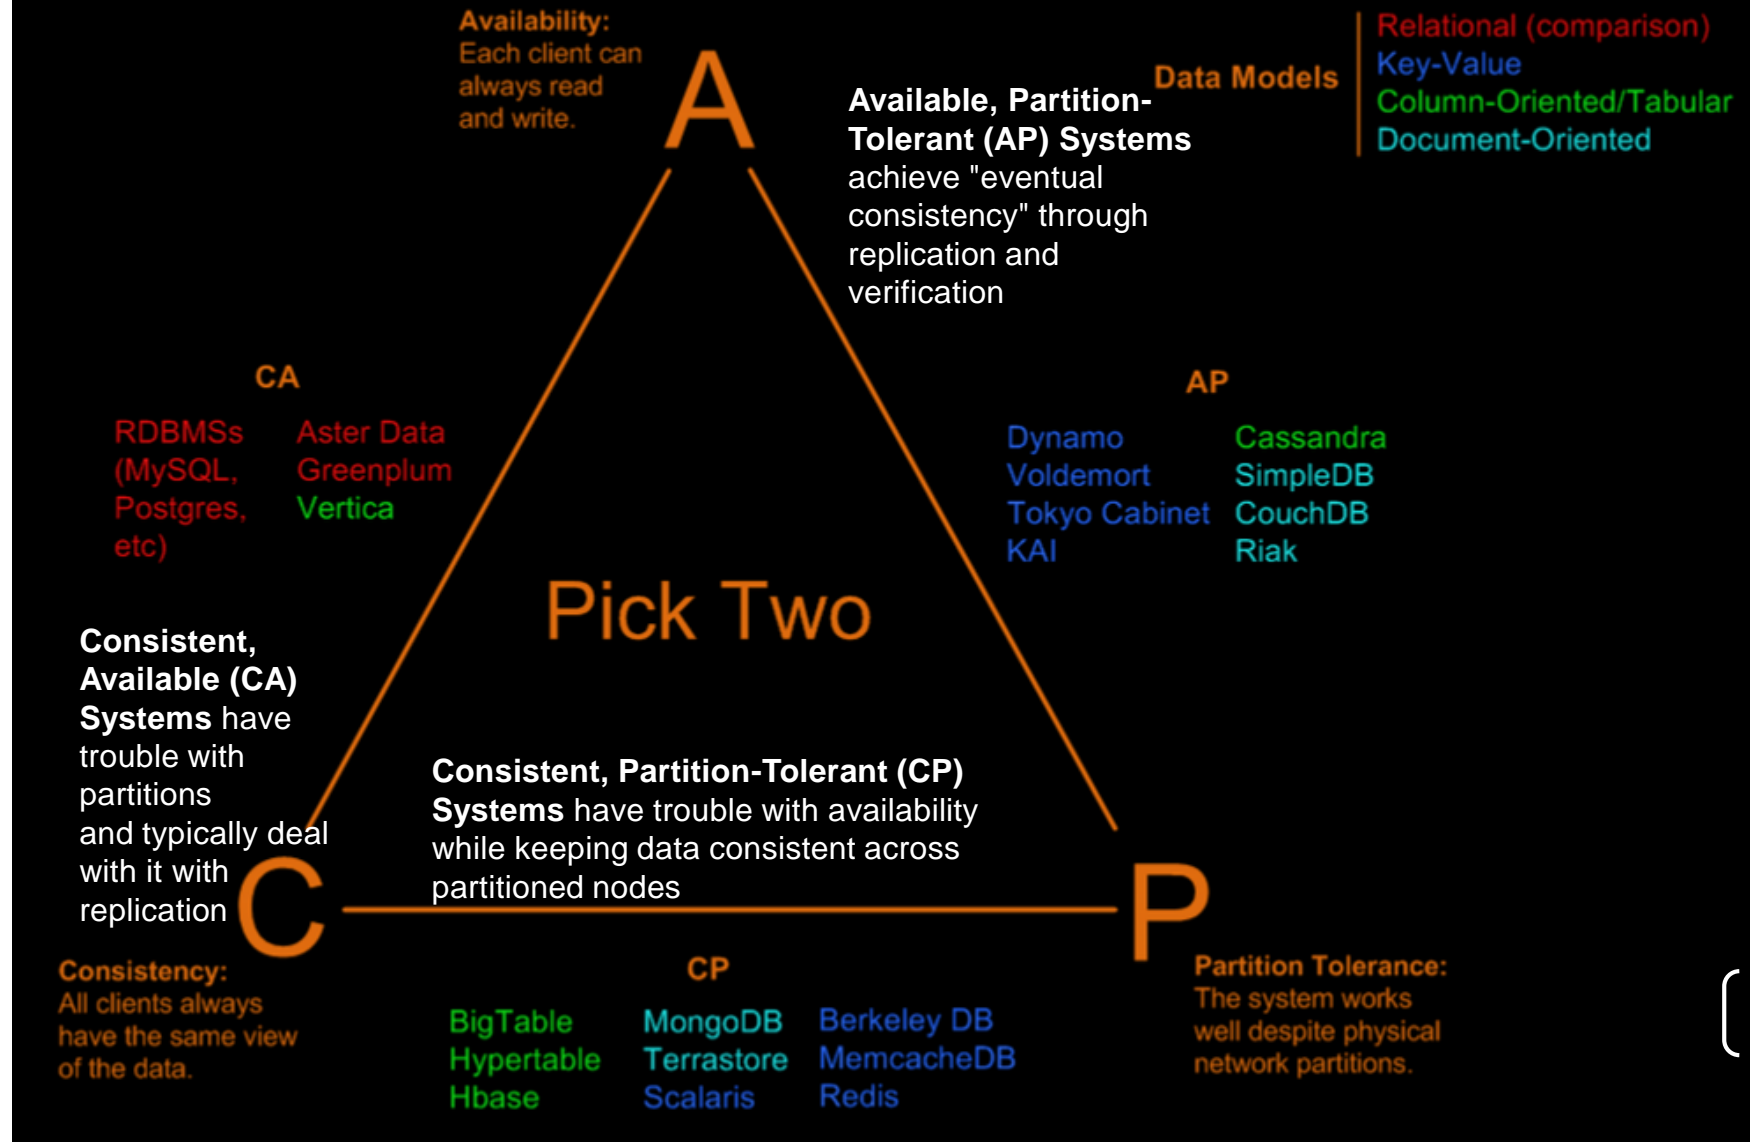 Availability:
Each client can
always read
and write.
A
Available, Partition-
Tolerant (AP) Systems
achieve "eventual
consistency" through
replication and
verification
Data Models
Relational (comparison)
Key-Value
Column-Oriented/Tabular
Document-Oriented
CA
RDBMSs
(MySQL,
Postgres,
etc)
Aster Data
Greenplum
Vertica
AP
Dynamo
Voldemort
Tokyo Cabinet
KAI
Cassandra
SimpleDB
CouchDB
Riak
Pick Two
Consistent,
Available (CA)
Systems have
trouble with
partitions
and typically deal
with it with
replication
Consistent, Partition-Tolerant (CP)
Systems have trouble with availability
while keeping data consistent across
partitioned nodes
C
P
Consistency:
All clients always
have the same view
of the data.
CP
BigTable
Hypertable
Hbase
MongoDB
Terrastore
Scalaris
Berkeley DB
MemcacheDB
Redis
Partition Tolerance:
The system works
well despite physical
network partitions.